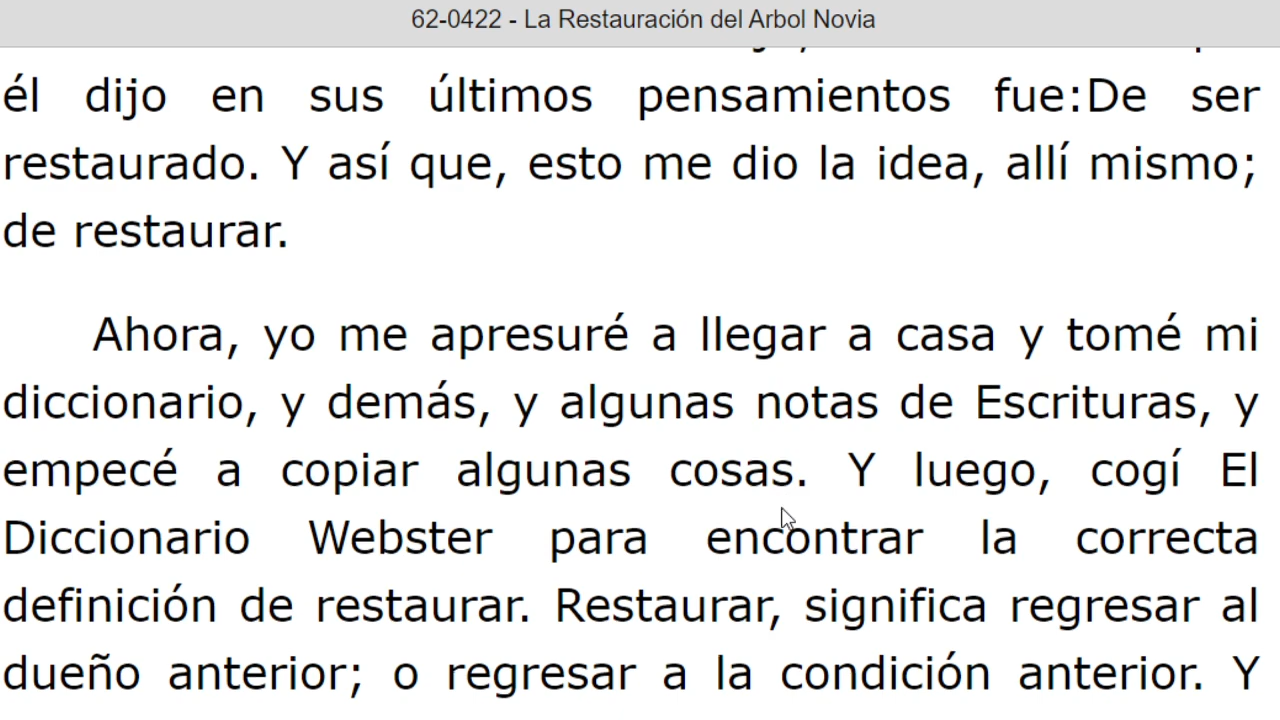 62-0422 - La Restauración del Arbol Novia
él dijo en sus últimos pensamientos fue:De ser
restaurado. Y así que, esto me dio la idea, allí mismo;
de restaurar.
Ahora, yo me apresuré a llegar a casa y tomé mi
diccionario, y demás, y algunas notas de Escrituras, y
empecé a copiar algunas cosas. Y luego, cogí El
Diccionario Webster para encontrar la correcta
definición de restaurar. Restaurar, significa regresar al
dueño anterior; o regresar a la condición anterior. Y